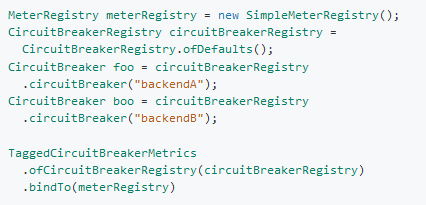 MeterRegistry meterRegistry = new SimpleMeterRegistry();
CircuitBreakerRegistry circuitBreakerRegistry =
  CircuitBreakerRegistry.ofDefaults();
CircuitBreaker foo = circuitBreakerRegistry
  .circuitBreaker("backendA");
CircuitBreaker boo = circuitBreakerRegistry
  .circuitBreaker("backendB");

TaggedCircuitBreakerMetrics
  .ofCircuitBreakerRegistry(circuitBreakerRegistry)
  .bindTo(meterRegistry)